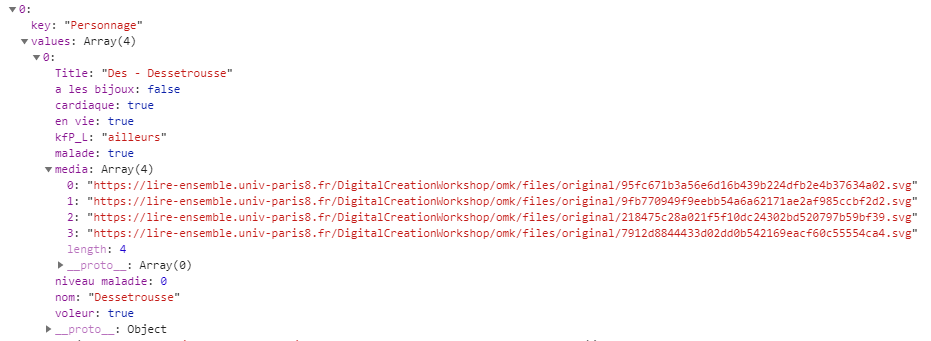 0:
key: "Personnage"
values: Array(4)
0:
Title: "Des - Dessetrousse"
a les bijoux: false
cardiaque: true
en vie: true
kfP_L: "ailleurs"
malade: true
media: Array(4)
0: "https://lire-ensemble.univ-paris8.fr/DigitalCreationWorkshop/omk/files/original/95fc671b3a56e6d16b439b224dfb2e4b37634a02.svg"
1: "https://lire-ensemble.univ-paris8.fr/DigitalCreationWorkshop/omk/files/original/9fb770949f9eebb54a6a62171ae2af985ccbf2d2.svg"
2: "https://lire-ensemble.univ-paris8.fr/DigitalCreationWorkshop/omk/files/original/218475c28a021f5f10dc24302bd520797b59bf39.svg"
3: "https://lire-ensemble.univ-paris8.fr/DigitalCreationWorkshop/omk/files/original/7912d8844433d02dd0b542169eacf60c55554ca4.svg"
length: 4
__proto__: Array(0)
niveau maladie: 0
nom: "Dessetrousse"
voleur: true
__proto__: Object